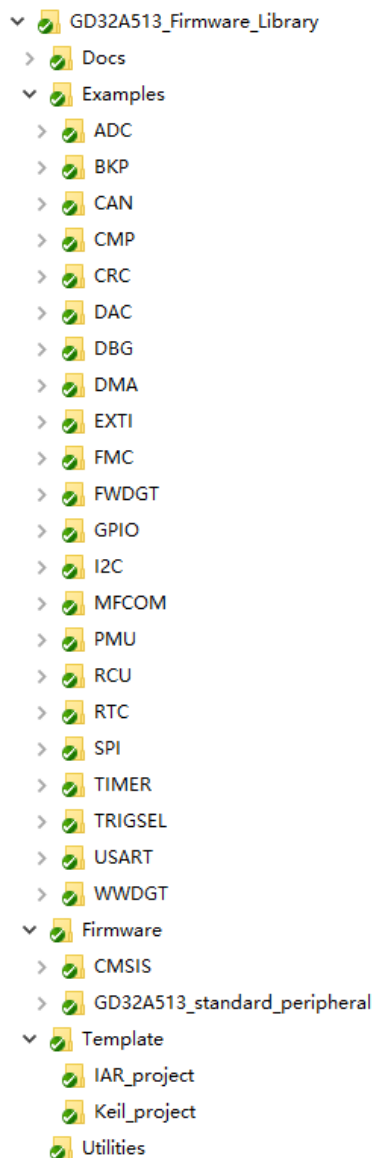 GD32A513_Firmware_Library
Docs
Examples
ADC
BKP
CAN
CMP
CRC
DAC
DBG
DMA
EXTI
FMC
FWDGT
GPIO
I2C
MFCOM
PMU
RCU
RTC
SPI
TIMER
TRIGSEL
USART
WWDGT
Firmware
CMSIS
GD32A513_standard_peripheral
Template
IAR_project
Keil_project
Utilities